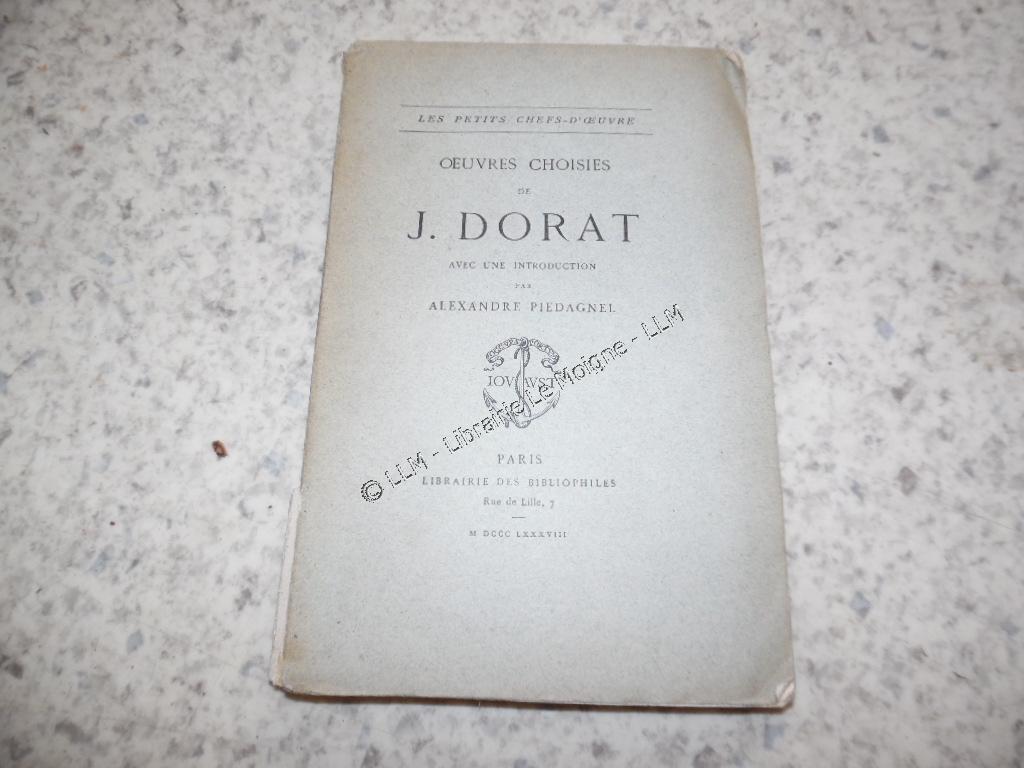 LES PETITS CHEFS-D'ŒUVRE
ŒUVRES CHOISIES
DE
J. DORAT
AVEC UNE INTRODUCTION
PAR
ALEXANDRE PIEDAGNEL
IOVAVST
PARIS
LIBRAIRIE DES BIBLIOPHILES
Rue de Lille, 7
M DCCC LXXXVIII
© LLM - Librairie Le Moigne - LLM